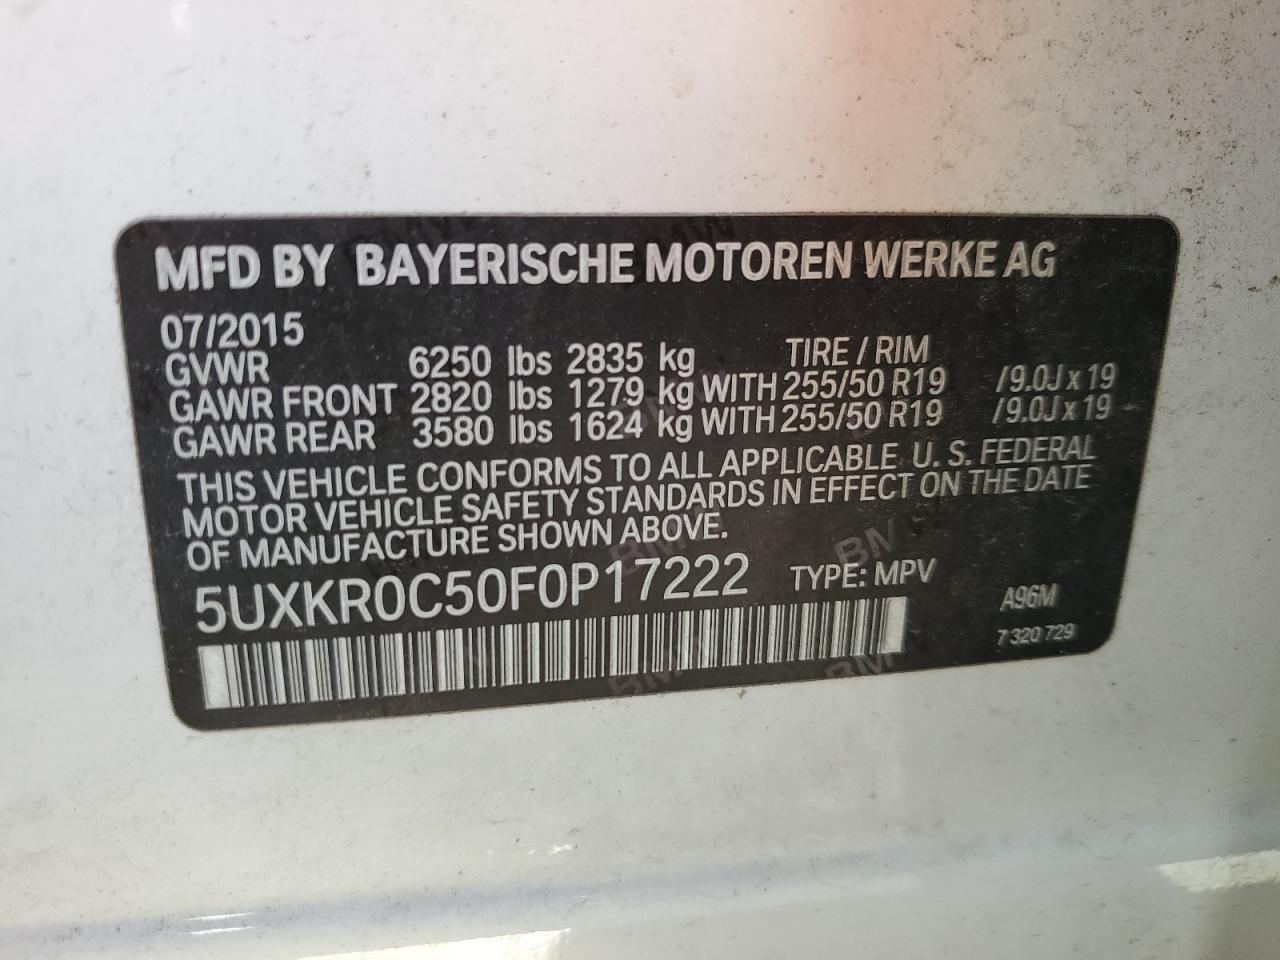 MFD BY BAYERISCHE MOTOREN WERKE AG
07/2015
TIRE / RIM
GVWR 6250 lbs 2835 kg
GAWR FRONT 2820 lbs 1279 kg WITH 255/50 R19 /9.0J x 19
GAWR REAR 3580 lbs 1624 kg WITH 255/50 R19 /9.0J x 19
THIS VEHICLE CONFORMS TO ALL APPLICABLE U. S. FEDERAL
MOTOR VEHICLE SAFETY STANDARDS IN EFFECT ON THE DATE
OF MANUFACTURE SHOWN ABOVE.
5UXKR0C50F0P17222 TYPE: MPV
A96M
7 320 729